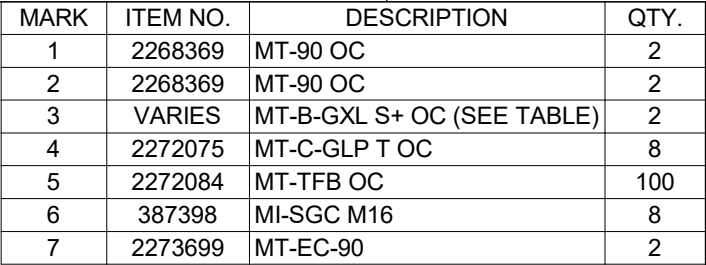 MARK ITEM NO. DESCRIPTION QTY.
1 2268369 MT-90 OC 2
2 2268369 MT-90 OC 2
3 VARIES MT-B-GXL S+ OC (SEE TABLE) 2
4 2272075 MT-C-GLP T OC 8
5 2272084 MT-TFB OC 100
6 387398 MI-SGC M16 8
7 2273699 MT-EC-90 2